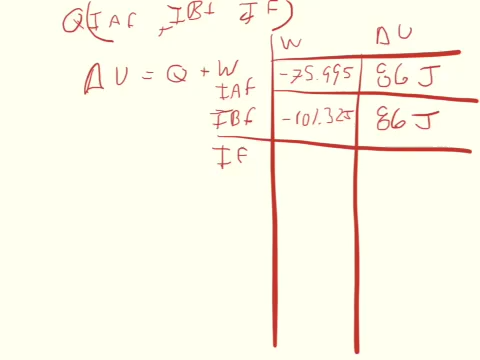 Q(IAf, IBf If)
W ΔU
ΔU = Q + W
IAf -75.995 86 J
IBf -101.325 86 J
If